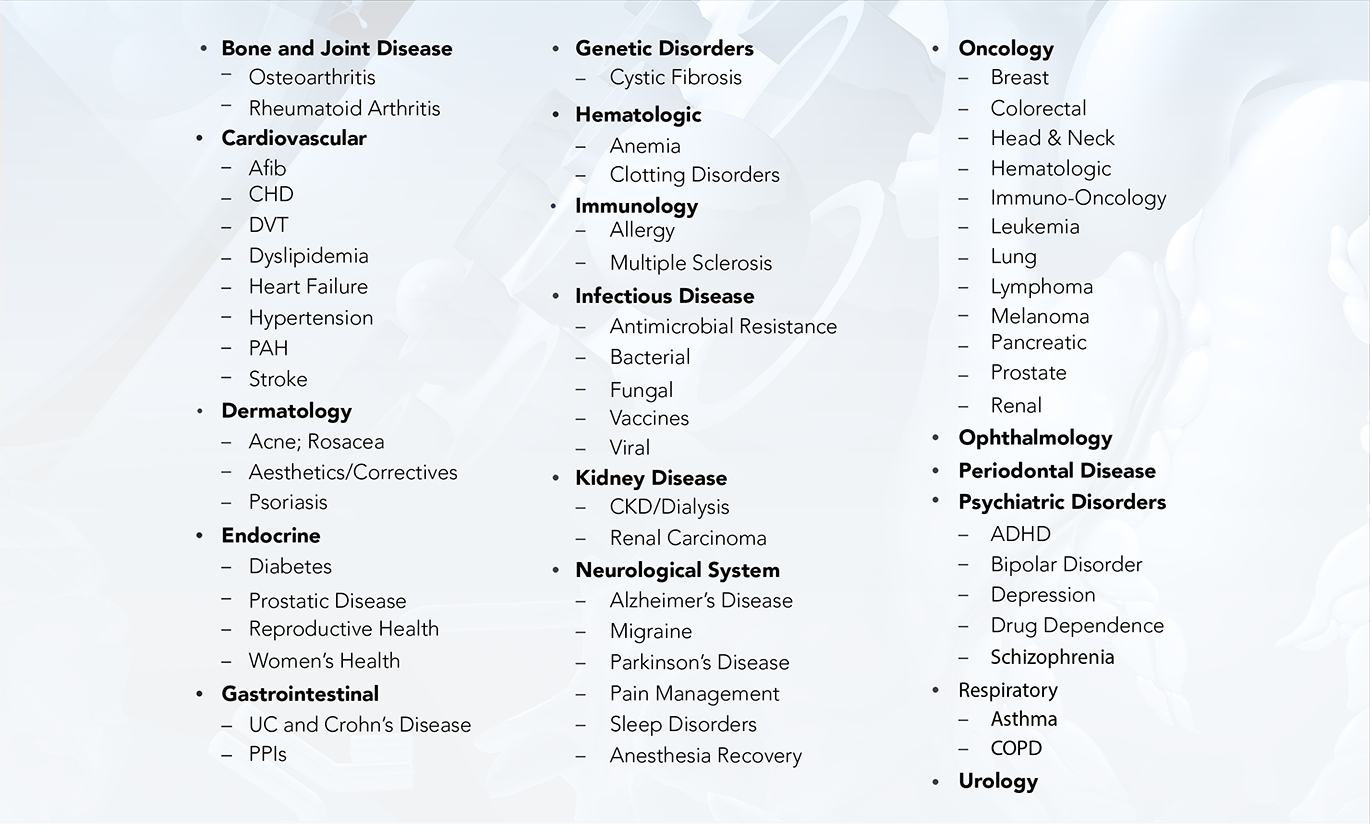 • Bone and Joint Disease
– Osteoarthritis
– Rheumatoid Arthritis
• Cardiovascular
– Afib
– CHD
– DVT
– Dyslipidemia
– Heart Failure
– Hypertension
– PAH
– Stroke
• Dermatology
– Acne; Rosacea
– Aesthetics/Correctives
– Psoriasis
• Endocrine
– Diabetes
– Prostatic Disease
– Reproductive Health
– Women’s Health
• Gastrointestinal
– UC and Crohn’s Disease
– PPIs
• Genetic Disorders
– Cystic Fibrosis
• Hematologic
– Anemia
– Clotting Disorders
• Immunology
– Allergy
– Multiple Sclerosis
• Infectious Disease
– Antimicrobial Resistance
– Bacterial
– Fungal
– Vaccines
– Viral
• Kidney Disease
– CKD/Dialysis
– Renal Carcinoma
• Neurological System
– Alzheimer’s Disease
– Migraine
– Parkinson’s Disease
– Pain Management
– Sleep Disorders
– Anesthesia Recovery
• Oncology
– Breast
– Colorectal
– Head & Neck
– Hematologic
– Immuno-Oncology
– Leukemia
– Lung
– Lymphoma
– Melanoma
– Pancreatic
– Prostate
– Renal
• Ophthalmology
• Periodontal Disease
• Psychiatric Disorders
– ADHD
– Bipolar Disorder
– Depression
– Drug Dependence
– Schizophrenia
• Respiratory
– Asthma
– COPD
• Urology